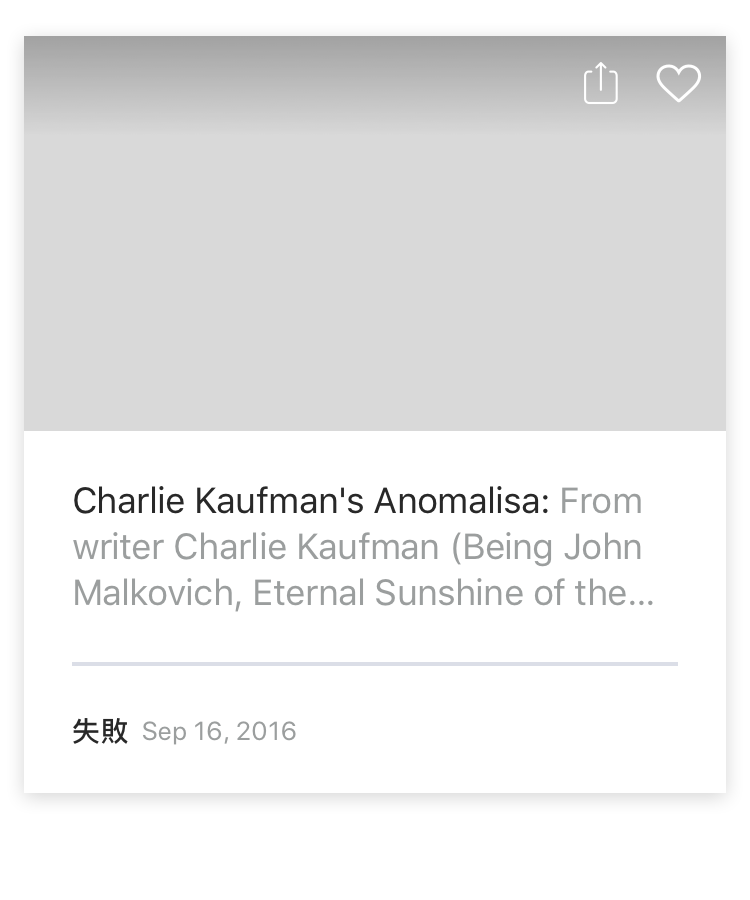 Charlie Kaufman's Anomalisa: From
writer Charlie Kaufman (Being John
Malkovich, Eternal Sunshine of the...
失敗 Sep 16, 2016